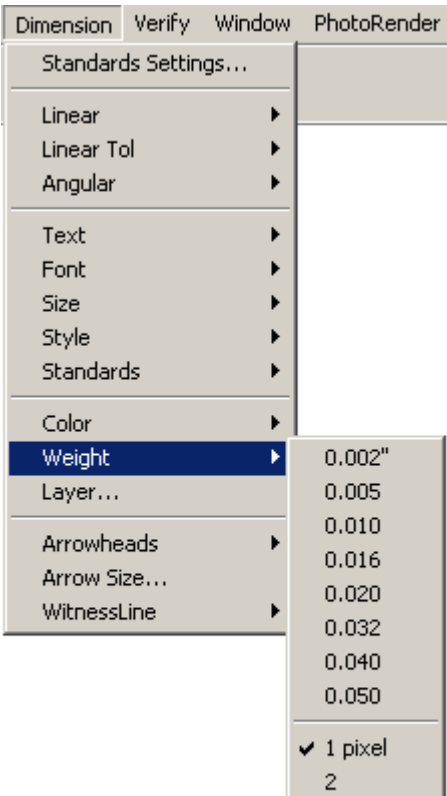 Dimension Verify Window PhotoRender
Standards Settings...
Linear
Linear Tol
Angular
Text
Font
Size
Style
Standards
Color
Weight
Layer...
Arrowheads
Arrow Size...
WitnessLine
0.002"
0.005
0.010
0.016
0.020
0.032
0.040
0.050
1 pixel
2